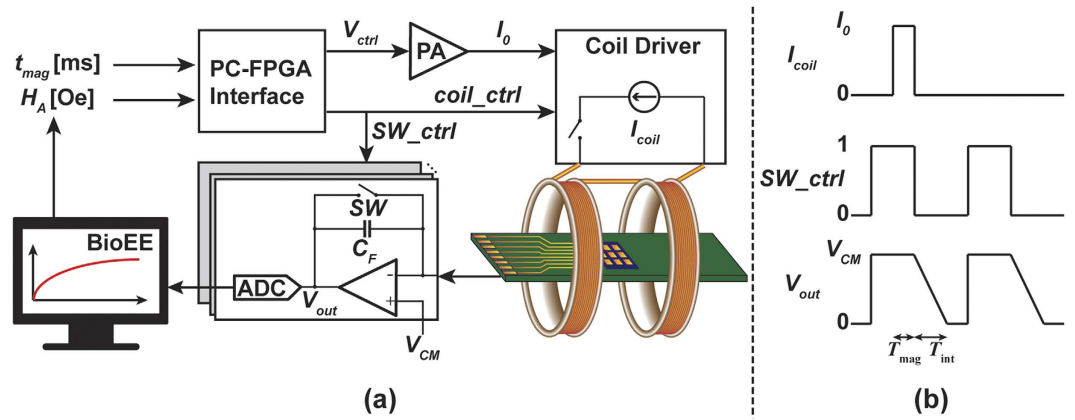 t_mag [ms]
H_A [Oe]
PC-FPGA
Interface
V_ctrl
PA
I_0
coil_ctrl
SW_ctrl
Coil Driver
I_coil
BioEE
ADC
V_out
SW
C_F
-
+
V_CM
(a)
I_0
I_coil
0
1
SW_ctrl
0
V_CM
V_out
0
T_mag
T_int
(b)